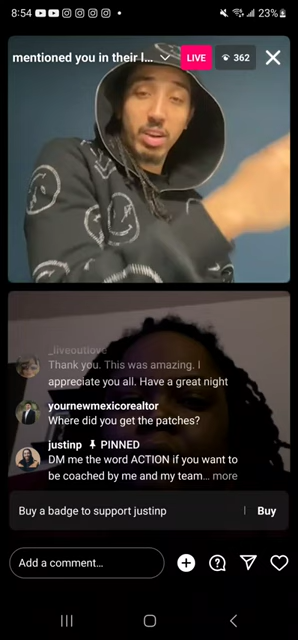 8:54
23%
mentioned you in their l...
LIVE
362
_liveoutlove
Thank you. This was amazing. I
appreciate you all. Have a great night
yournewmexicorealtor
Where did you get the patches?
justinp PINNED
DM me the word ACTION if you want to
be coached by me and my team... more
Buy a badge to support justinp
Buy
Add a comment...